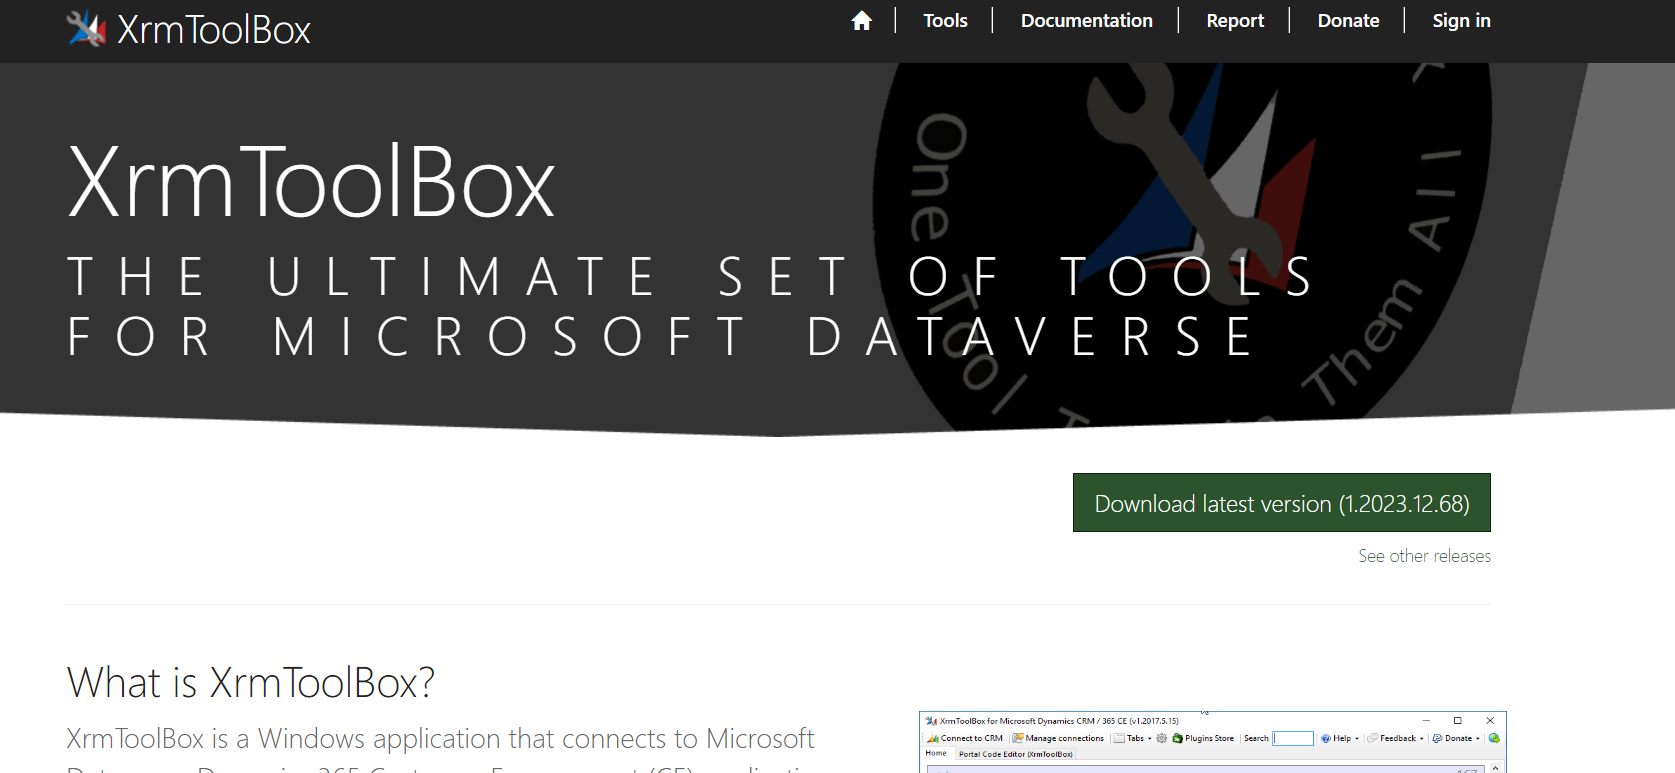 XrmToolBox
Tools
Documentation
Report
Donate
Sign in
One Tool
Them All
XrmToolBox
THE ULTIMATE SET OF TOOLS
FOR MICROSOFT DATAVERSE
Download latest version (1.2023.12.68)
See other releases
What is XrmToolBox?
XrmToolBox is a Windows application that connects to Microsoft
XrmToolBox for Microsoft Dynamics CRM / 365 CE (v1.2017.5.15)
Connect to CRM Manage connections Tabs Plugins Store Search Help Feedback Donate
Home Portal Code Editor (XrmToolBox)